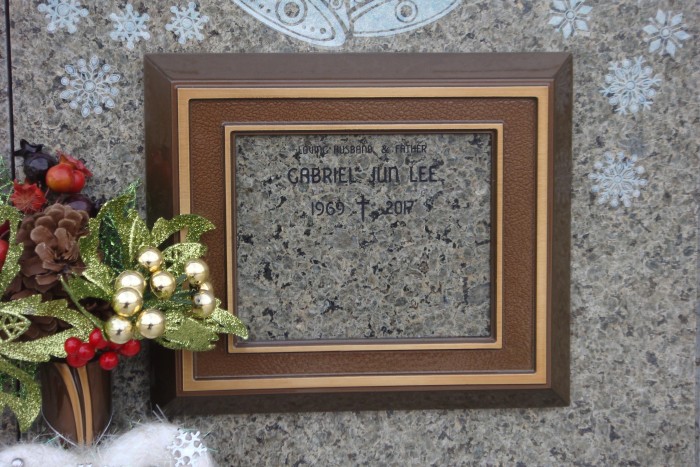 LOVING HUSBAND & FATHER
GABRIEL JUN LEE
1969 ✝ 2017